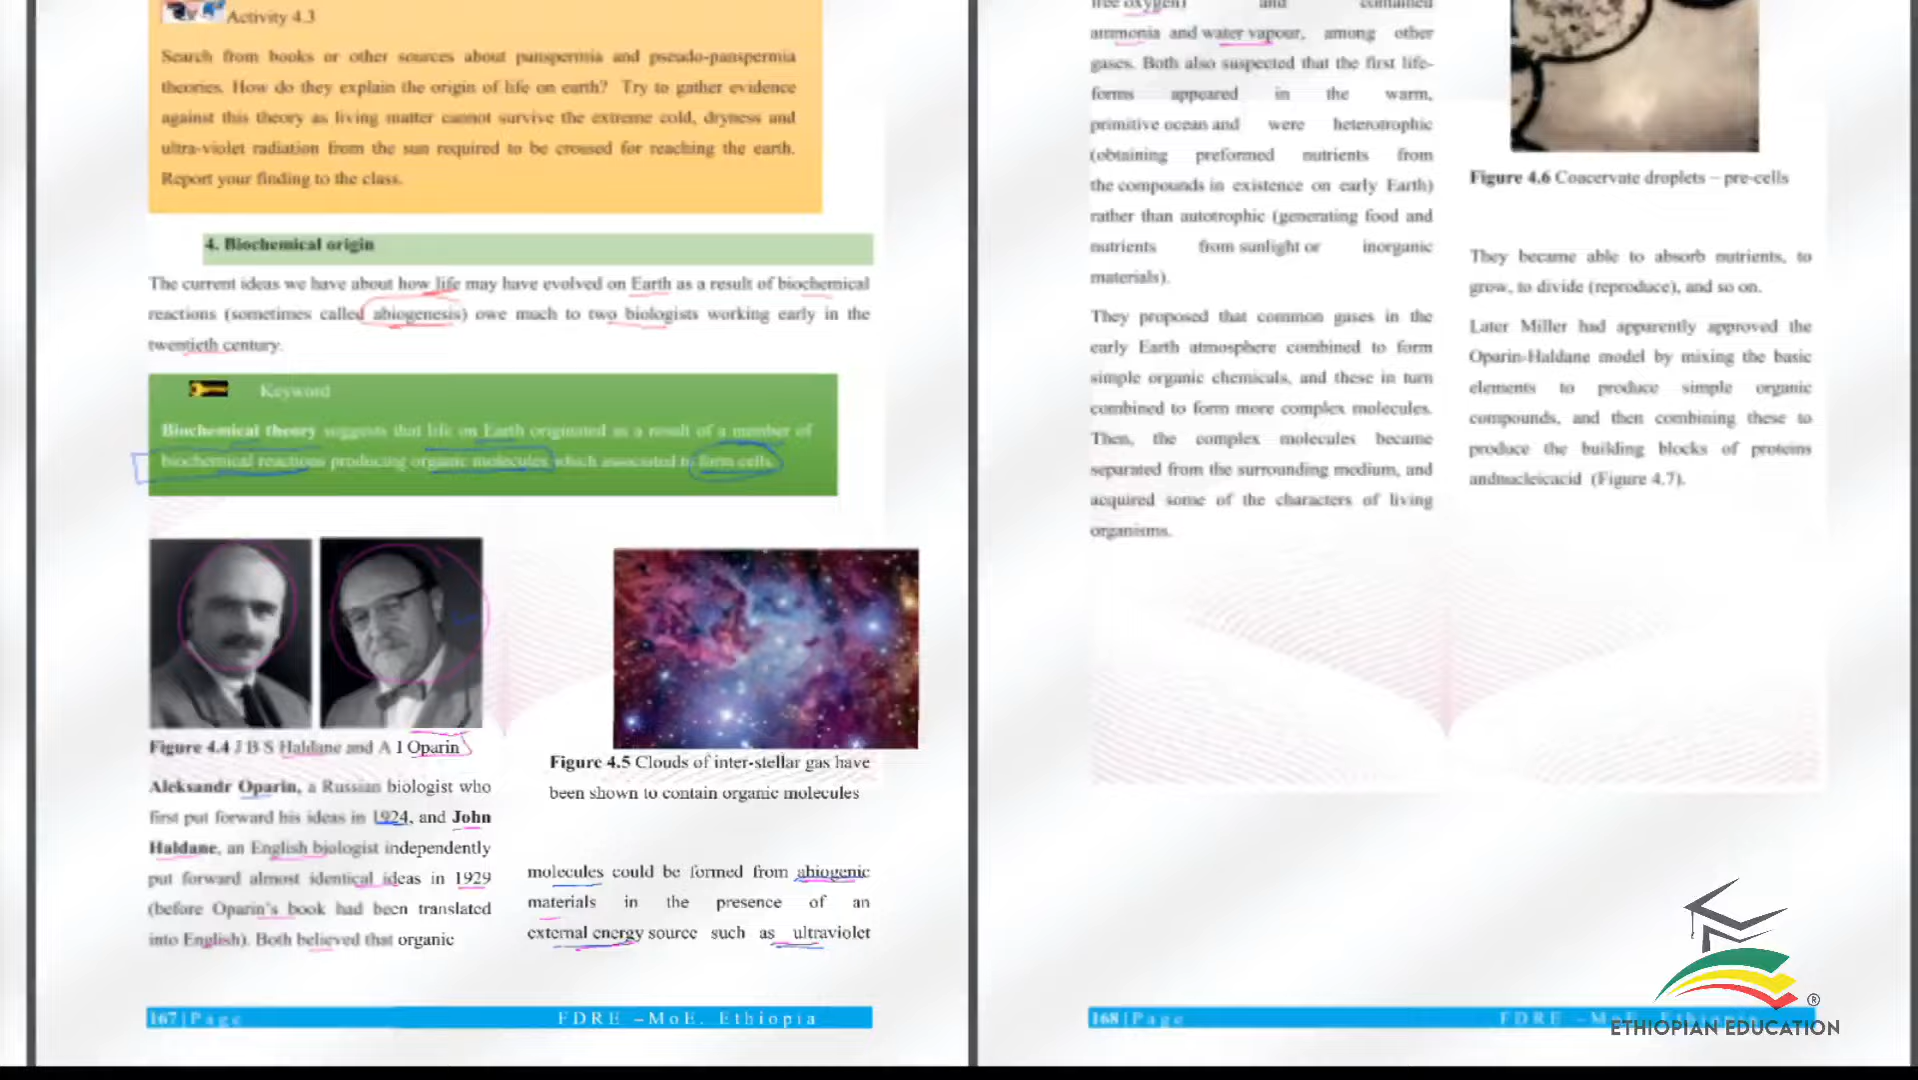 Activity 4.3
Search from books or other sources about panspermia and pseudo-panspermia
theories. How do they explain the origin of life on earth? Try to gather evidence
against this theory as living matter cannot survive the extreme cold, dryness and
ultra-violet radiation from the sun required to be crossed for reaching the earth.
Report your finding to the class.
4. Biochemical origin
The current ideas we have about how life may have evolved on Earth as a result of biochemical
reactions (sometimes called abiogenesis) owe much to two biologists working early in the
twentieth century.
Keyword
Biochemical theory suggests that life on Earth originated as a result of a member of
biochemical reactions producing organic molecules which associated to form cells.
Figure 4.4 J B S Haldane and A I Oparin
Aleksandr Oparin, a Russian biologist who
first put forward his ideas in 1924, and John
Haldane, an English biologist independently
put forward almost identical ideas in 1929
(before Oparin's book had been translated
into English). Both believed that organic
Figure 4.5 Clouds of inter-stellar gas have
been shown to contain organic molecules
molecules could be formed from abiogenic
materials in the presence of an
external energy source such as ultraviolet
167|Page
FDRE –MoE, Ethiopia
free oxygen) and contained
ammonia and water vapour, among other
gases. Both also suspected that the first life-
forms appeared in the warm,
primitive ocean and were heterotrophic
(obtaining preformed nutrients from
the compounds in existence on early Earth)
rather than autotrophic (generating food and
nutrients from sunlight or inorganic
materials).
They proposed that common gases in the
early Earth atmosphere combined to form
simple organic chemicals, and these in turn
combined to form more complex molecules.
Then, the complex molecules became
separated from the surrounding medium, and
acquired some of the characters of living
organisms.
Figure 4.6 Coacervate droplets – pre-cells
They became able to absorb nutrients, to
grow, to divide (reproduce), and so on.
Later Miller had apparently approved the
Oparin-Haldane model by mixing the basic
elements to produce simple organic
compounds, and then combining these to
produce the building blocks of proteins
andnucleicacid (Figure 4.7).
168|Page
FDRE –MoE, Ethiopia
®
ETHIOPIAN EDUCATION